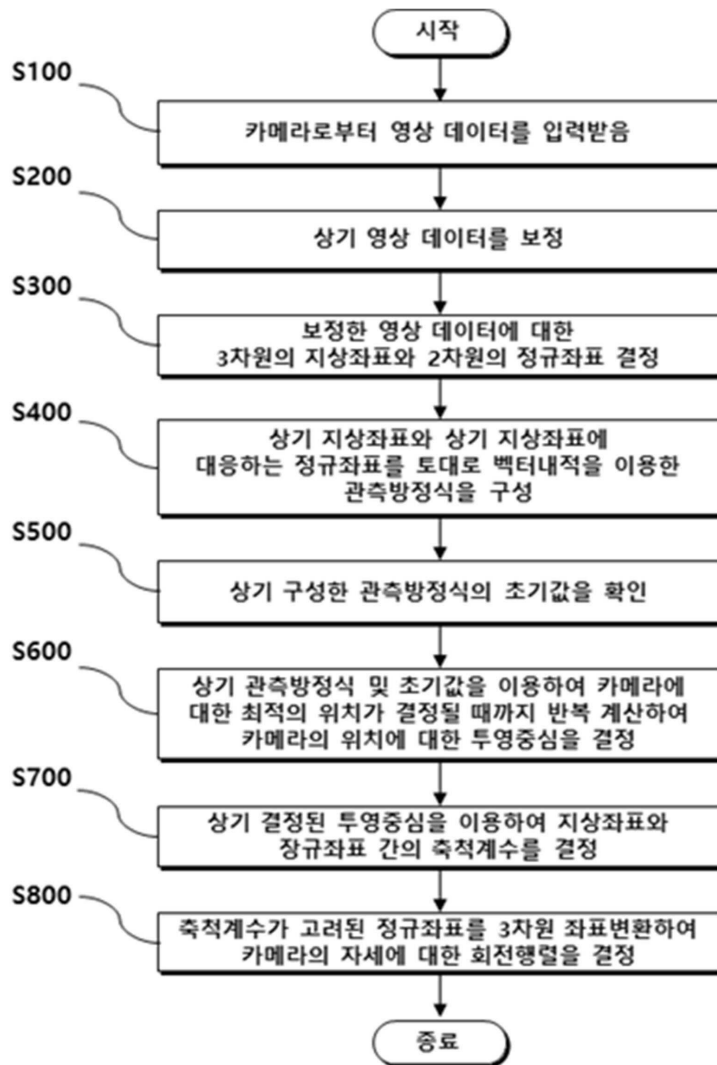 시작
S100
카메라로부터 영상 데이터를 입력받음
S200
상기 영상 데이터를 보정
S300
보정한 영상 데이터에 대한
3차원의 지상좌표와 2차원의 정규좌표 결정
S400
상기 지상좌표와 상기 지상좌표에
대응하는 정규좌표를 토대로 벡터내적을 이용한
관측방정식을 구성
S500
상기 구성한 관측방정식의 초기값을 확인
S600
상기 관측방정식 및 초기값을 이용하여 카메라에
대한 최적의 위치가 결정될 때까지 반복 계산하여
카메라의 위치에 대한 투영중심을 결정
S700
상기 결정된 투영중심을 이용하여 지상좌표와
장규좌표 간의 축척계수를 결정
S800
축척계수가 고려된 정규좌표를 3차원 좌표변환하여
카메라의 자세에 대한 회전행렬을 결정
종료